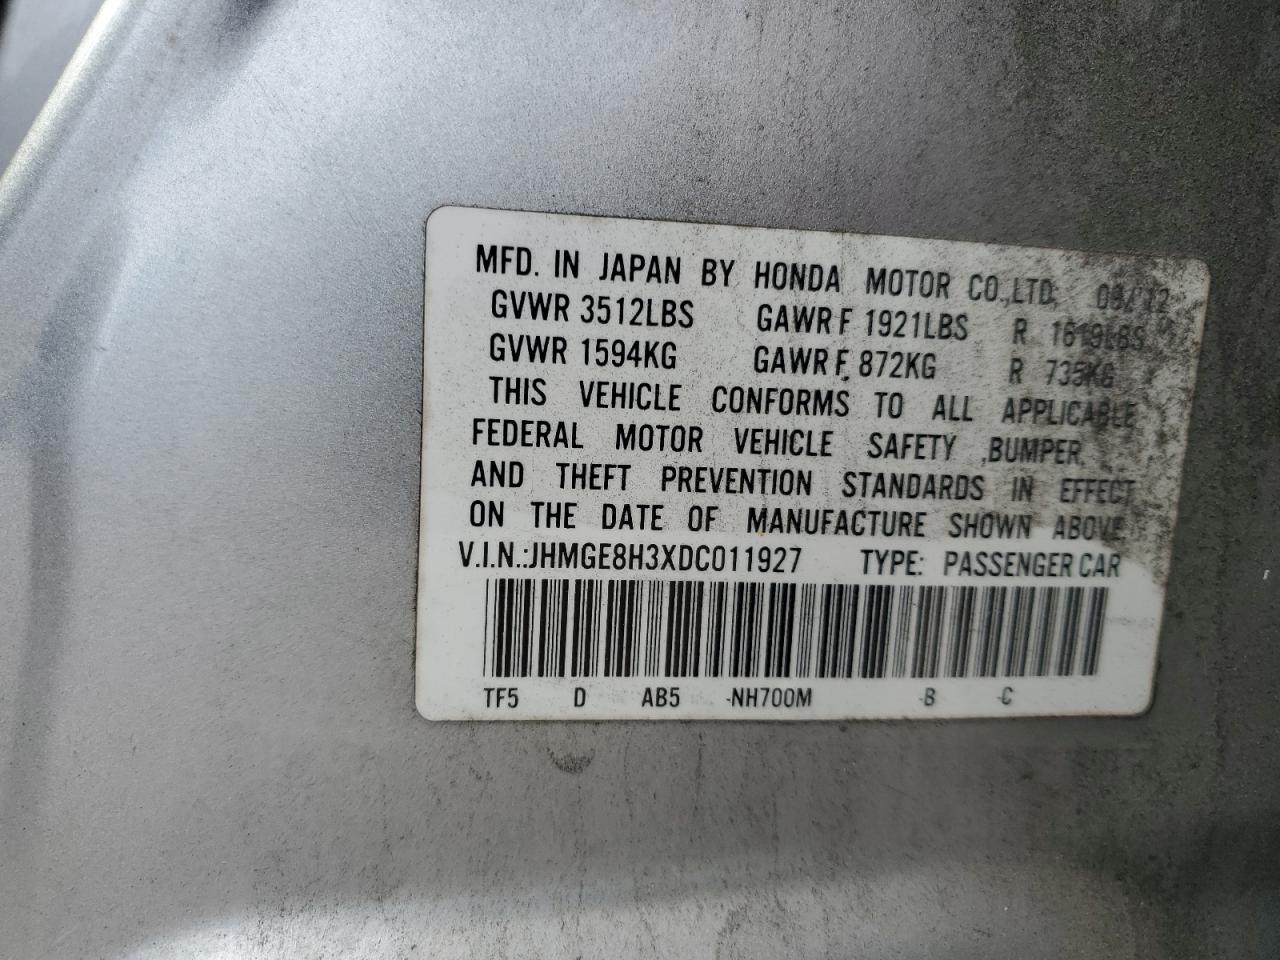 MFD. IN JAPAN BY HONDA MOTOR CO.,LTD.
GVWR 3512LBS GAWR F 1921LBS R 1619LBS
GVWR 1594KG GAWR F 872KG R 735KG
THIS VEHICLE CONFORMS TO ALL APPLICABLE
FEDERAL MOTOR VEHICLE SAFETY ,BUMPER,
AND THEFT PREVENTION STANDARDS IN EFFECT
ON THE DATE OF MANUFACTURE SHOWN ABOVE.
V.I.N.:JHMGE8H3XDC011927 TYPE: PASSENGER CAR
TF5 D AB5 -NH700M -B -C